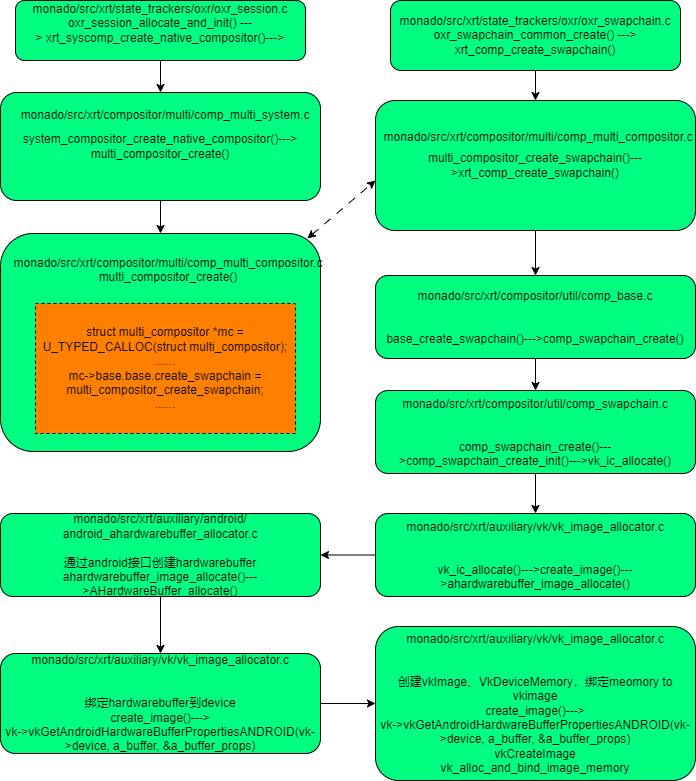 monado/src/xrt/state_trackers/oxr/oxr_session.c
oxr_session_allocate_and_init() ---
> xrt_syscomp_create_native_compositor()--->
monado/src/xrt/compositor/multi/comp_multi_system.c
system_compositor_create_native_compositor()--->
multi_compositor_create()
monado/src/xrt/compositor/multi/comp_multi_compositor.c
multi_compositor_create()
struct multi_compositor *mc =
U_TYPED_CALLOC(struct multi_compositor);
......
mc->base.base.create_swapchain =
multi_compositor_create_swapchain;
......
monado/src/xrt/state_trackers/oxr/oxr_swapchain.c
oxr_swapchain_common_create() --->
xrt_comp_create_swapchain()
monado/src/xrt/compositor/multi/comp_multi_compositor.c
multi_compositor_create_swapchain()---
>xrt_comp_create_swapchain()
monado/src/xrt/compositor/util/comp_base.c
base_create_swapchain()--->comp_swapchain_create()
monado/src/xrt/compositor/util/comp_swapchain.c
comp_swapchain_create()---
>comp_swapchain_create_init()--->vk_ic_allocate()
monado/src/xrt/auxiliary/vk/vk_image_allocator.c
vk_ic_allocate()--->create_image()---
>ahardwarebuffer_image_allocate()
monado/src/xrt/auxiliary/android/
android_ahardwarebuffer_allocator.c
通过android接口创建hardwarebuffer
ahardwarebuffer_image_allocate()---
>AHardwareBuffer_allocate()
monado/src/xrt/auxiliary/vk/vk_image_allocator.c
绑定hardwarebuffer到device
create_image()--->
vk->vkGetAndroidHardwareBufferPropertiesANDROID(vk-
>device, a_buffer, &a_buffer_props)
monado/src/xrt/auxiliary/vk/vk_image_allocator.c
创建vkImage、VkDeviceMemory，绑定meomory to
vkimage
create_image()--->
vk->vkGetAndroidHardwareBufferPropertiesANDROID(vk-
>device, a_buffer, &a_buffer_props)
vkCreateImage
vk_alloc_and_bind_image_memory